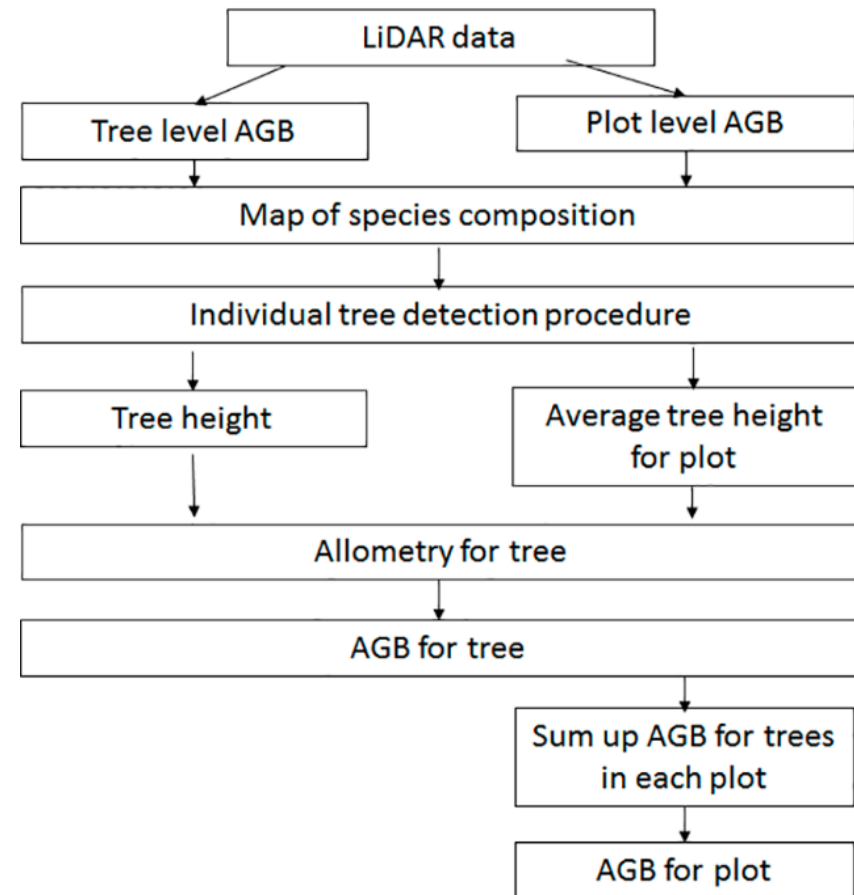 LiDAR data
Tree level AGB
Plot level AGB
Map of species composition
Individual tree detection procedure
Tree height
Average tree height
for plot
Allometry for tree
AGB for tree
Sum up AGB for trees
in each plot
AGB for plot